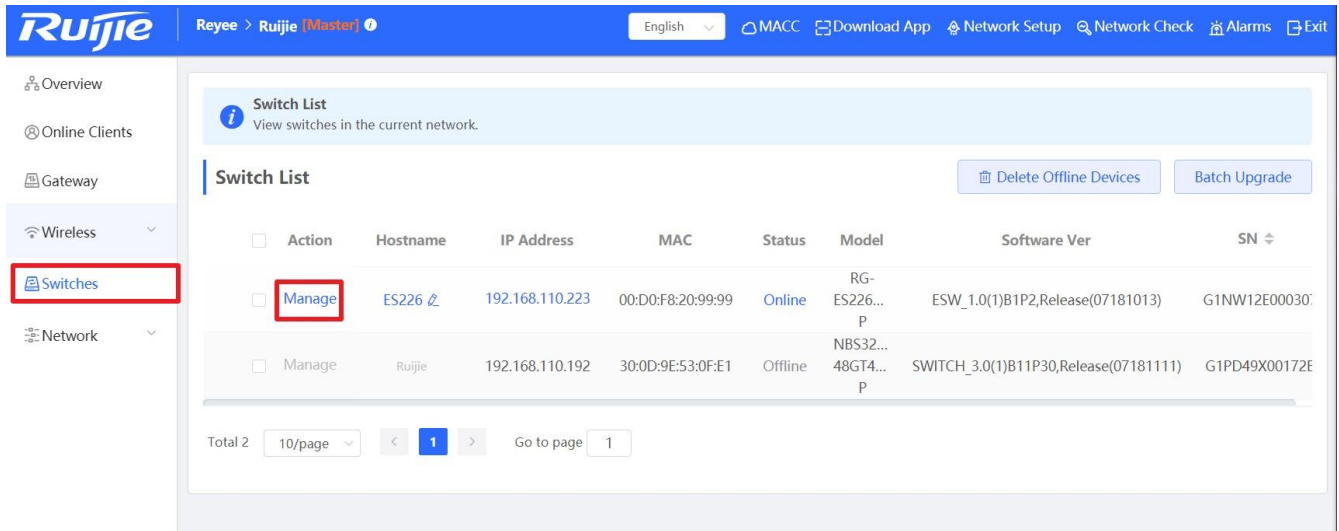 Ruijie
Reyee > Ruijie [Master]
English
MACC
Download App
Network Setup
Network Check
Alarms
Exit
Overview
Online Clients
Gateway
Wireless
Switches
Network
Switch List
View switches in the current network.
Switch List
Delete Offline Devices
Batch Upgrade
Action Hostname IP Address MAC Status Model Software Ver SN
Manage ES226 192.168.110.223 00:D0:F8:20:99:99 Online RG-ES226...P ESW_1.0(1)B1P2,Release(07181013) G1NW12E000307
Manage Ruijie 192.168.110.192 30:0D:9E:53:0F:E1 Offline NBS32...48GT4...P SWITCH_3.0(1)B11P30,Release(07181111) G1PD49X00172E
Total 2 10/page < 1 > Go to page 1